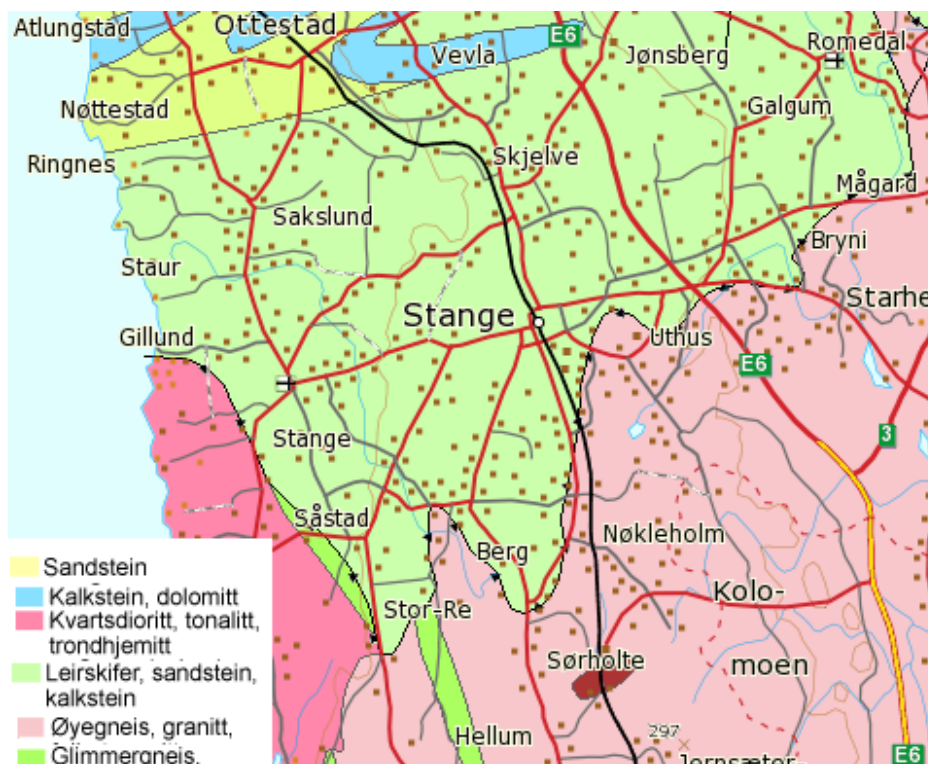 Ottestad
Atlungstad
Vevla
E6
Jønsberg
Romedal
Nøttestad
Galgum
Ringnes
Skjelve
Mågard
Sakslund
Bryni
Staur
Stange
Starhe
Gillund
Uthus
E6
3
Stange
Såstad
Nøkleholm
Berg
Kolo-
moen
Stor-Re
Sørholte
297
Hellum
Jernsæter-
E6
Sandstein
Kalkstein, dolomitt
Kvartsdioritt, tonalitt,
trondhjemitt
Leirskifer, sandstein,
kalkstein
Øyegneis, granitt,
Glimmergneis,